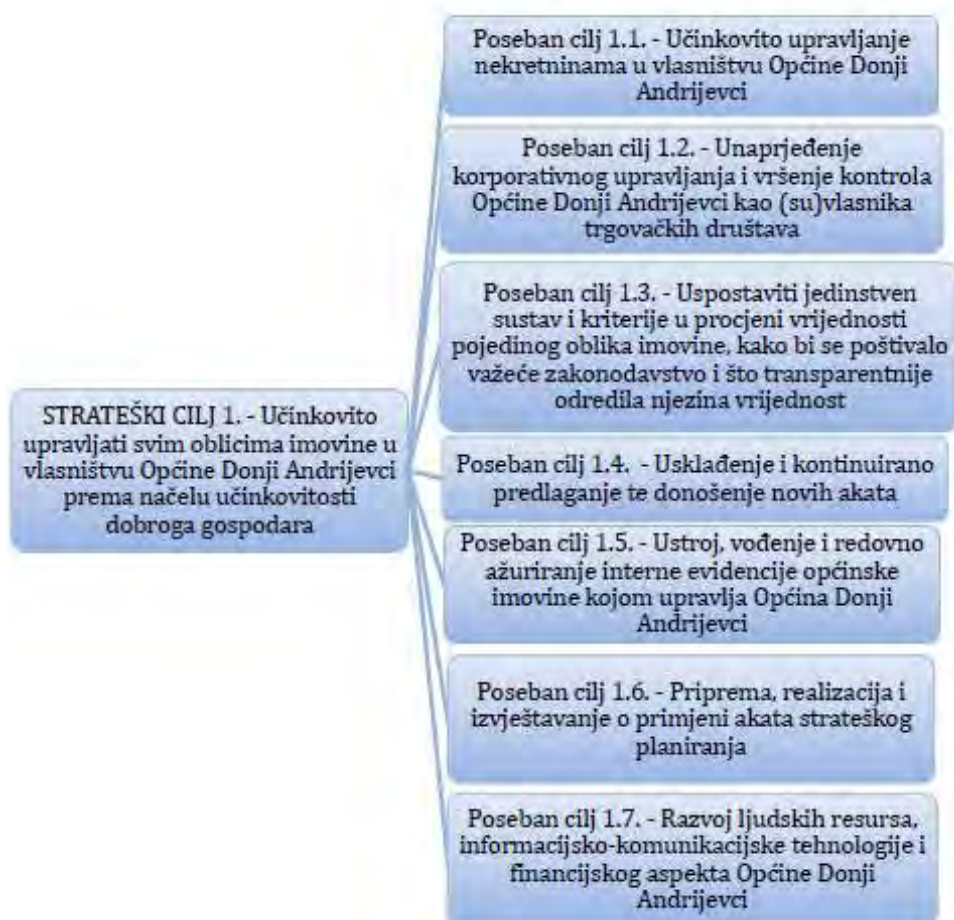 STRATEŠKI CILJ 1. - Učinkovito
upravljati svim oblicima imovine u
vlasništvu Općine Donji Andrijevci
prema načelu učinkovitosti
dobroga gospodara
Poseban cilj 1.1. - Učinkovito upravljanje
nekretninama u vlasništvu Općine Donji
Andrijevci
Poseban cilj 1.2. - Unaprjeđenje
korporativnog upravljanja i vršenje kontrola
Općine Donji Andrijevci kao (su)vlasnika
trgovačkih društava
Poseban cilj 1.3. - Uspostaviti jedinstven
sustav i kriterije u procjeni vrijednosti
pojedinog oblika imovine, kako bi se poštivalo
važeće zakonodavstvo i što transparentnije
odredila njezina vrijednost
Poseban cilj 1.4. - Usklađenje i kontinuirano
predlaganje te donošenje novih akata
Poseban cilj 1.5. - Ustroj, vođenje i redovno
ažuriranje interne evidencije općinske
imovine kojom upravlja Općina Donji
Andrijevci
Poseban cilj 1.6. - Priprema, realizacija i
izvještavanje o primjeni akata strateškog
planiranja
Poseban cilj 1.7. - Razvoj ljudskih resursa,
informacijsko-komunikacijske tehnologije i
financijskog aspekta Općine Donji
Andrijevci